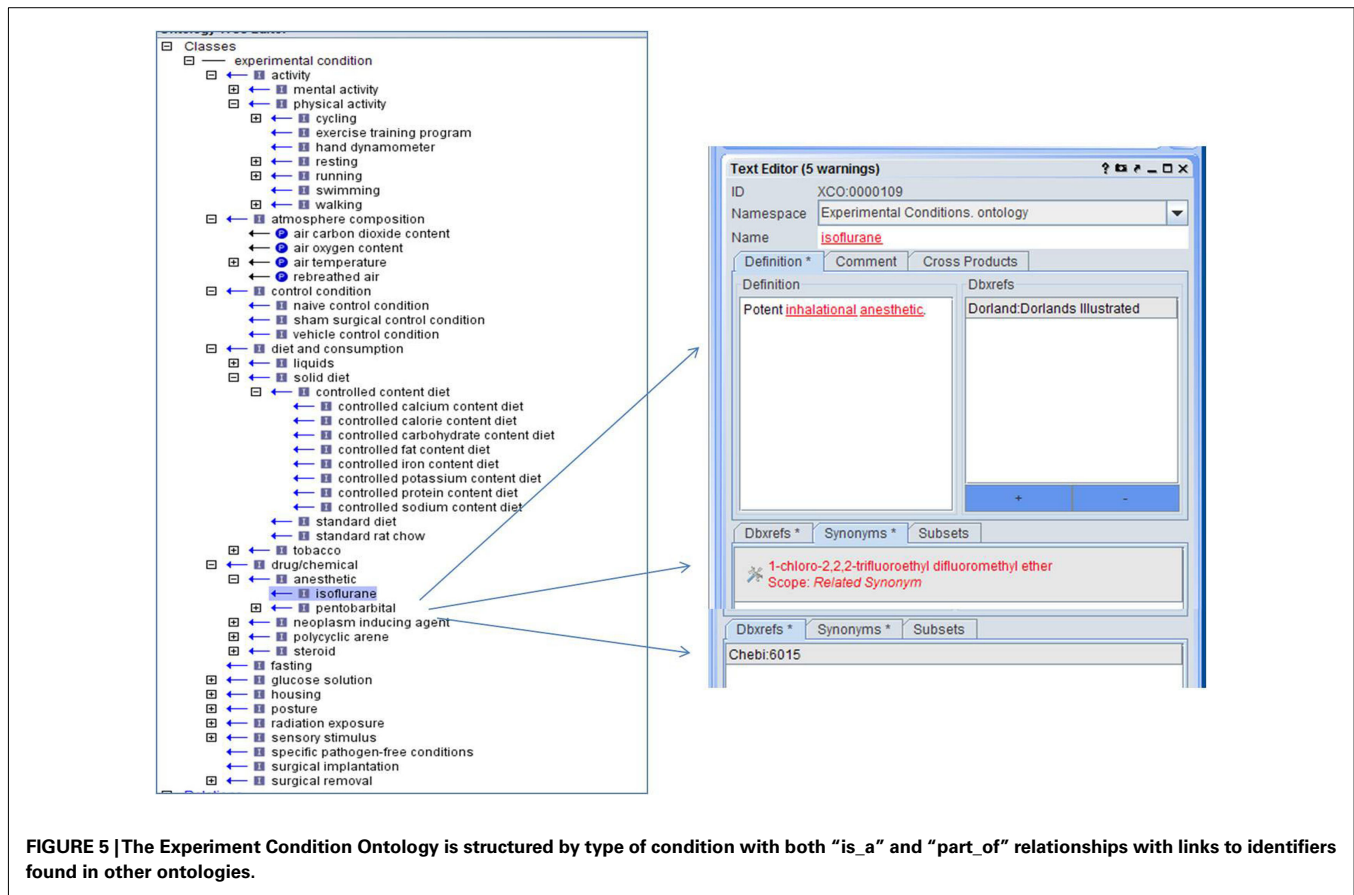 Ontology Tree Editor
Classes
experimental condition
activity
mental activity
physical activity
cycling
exercise training program
hand dynamometer
resting
running
swimming
walking
atmosphere composition
air carbon dioxide content
air oxygen content
air temperature
rebreathed air
control condition
naive control condition
sham surgical control condition
vehicle control condition
diet and consumption
liquids
solid diet
controlled content diet
controlled calcium content diet
controlled calorie content diet
controlled carbohydrate content diet
controlled fat content diet
controlled iron content diet
controlled potassium content diet
controlled protein content diet
controlled sodium content diet
standard diet
standard rat chow
tobacco
drug/chemical
anesthetic
isoflurane
pentobarbital
neoplasm inducing agent
polycyclic arene
steroid
fasting
glucose solution
housing
posture
radiation exposure
sensory stimulus
specific pathogen-free conditions
surgical implantation
surgical removal
Relations
Text Editor (5 warnings)
ID XCO:0000109
Namespace Experimental Conditions. ontology
Name isoflurane
Definition * Comment Cross Products
Definition Dbxrefs
Potent inhalational anesthetic. Dorland:Dorlands Illustrated
+ -
Dbxrefs * Synonyms * Subsets
1-chloro-2,2,2-trifluoroethyl difluoromethyl ether
Scope: Related Synonym
Dbxrefs * Synonyms * Subsets
Chebi:6015
FIGURE 5 | The Experiment Condition Ontology is structured by type of condition with both “is_a” and “part_of” relationships with links to identifiers
found in other ontologies.